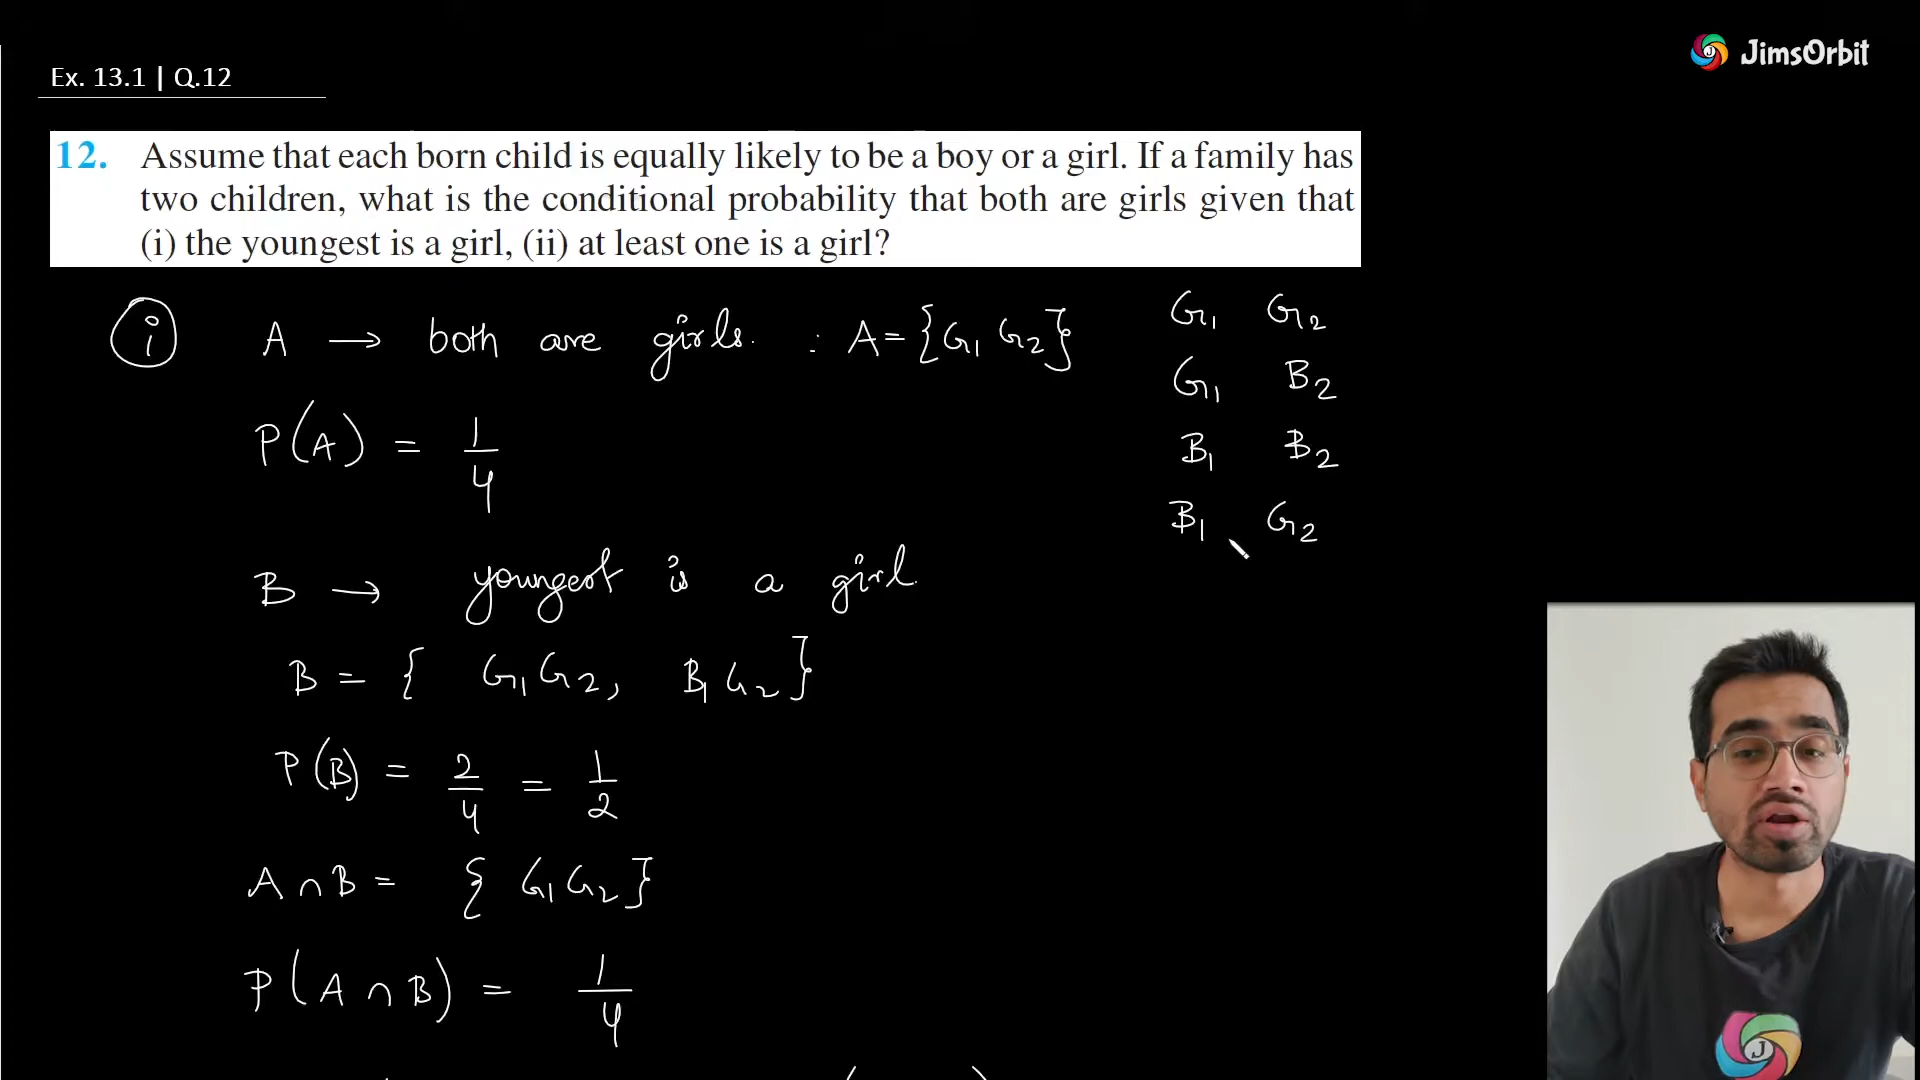 JimsOrbit
Ex. 13.1 | Q.12
12. Assume that each born child is equally likely to be a boy or a girl. If a family has
two children, what is the conditional probability that both are girls given that
(i) the youngest is a girl, (ii) at least one is a girl?
i A → both are girls. : A = {G₁ G₂}
P(A) = 1/4
B → youngest is a girl.
B = { G₁G₂, B₁G₂}
P(B) = 2/4 = 1/2
A∩B = { G₁G₂}
P(A∩B) = 1/4
G₁ G₂
G₁ B₂
B₁ B₂
B₁ G₂
J